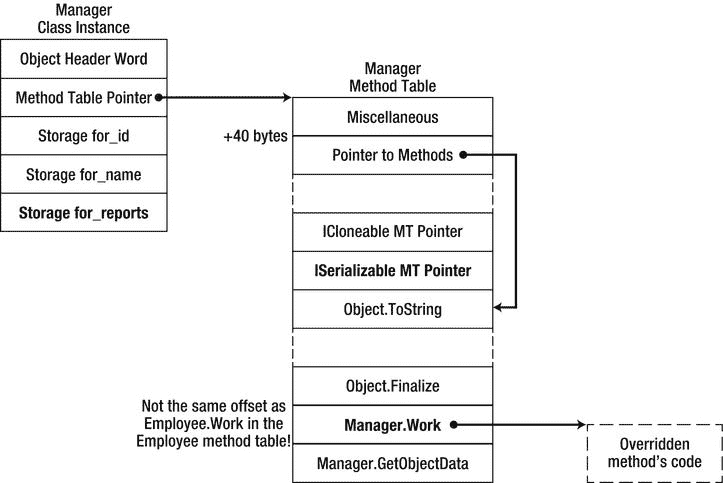 Manager
Class Instance
Object Header Word
Method Table Pointer
Storage for_id
Storage for_name
Storage for_reports
Manager
Method Table
Miscellaneous
+40 bytes
Pointer to Methods
ICloneable MT Pointer
ISerializable MT Pointer
Object.ToString
Object.Finalize
Not the same offset as
Employee.Work in the
Employee method table!
Manager.Work
Manager.GetObjectData
Overridden
method's code